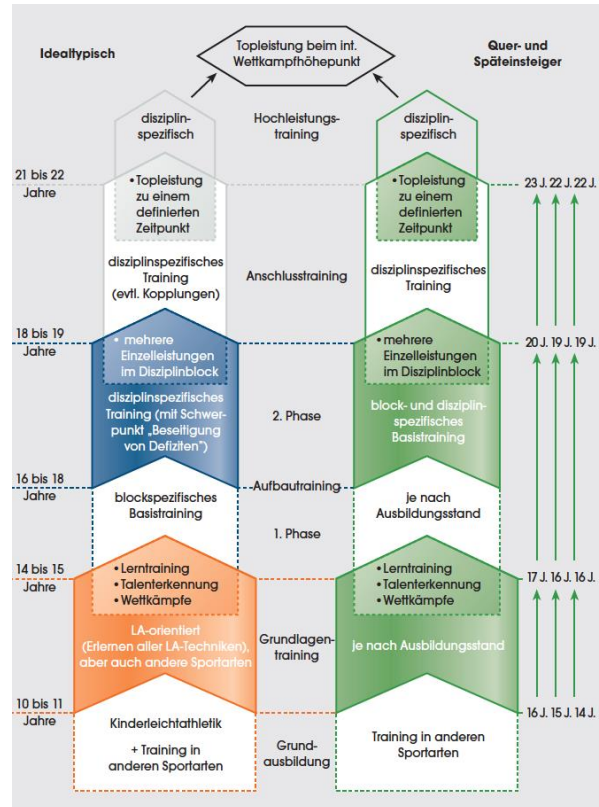 Idealtypisch
Topleistung beim int.
Wettkampfhöhepunkt
Quer- und
Späteinsteiger
disziplin-
spezifisch
Hochleistungs-
training
disziplin-
spezifisch
21 bis 22
Jahre
• Topleistung
zu einem
definierten
Zeitpunkt
• Topleistung
zu einem
definierten
Zeitpunkt
23 J. 22 J. 22 J.
disziplinspezifisches
Training
(evtl. Kopplungen)
Anschlusstraining
disziplinspezifisches
Training
18 bis 19
Jahre
• mehrere
Einzelleistungen
im Disziplinblock
• mehrere
Einzelleistungen
im Disziplinblock
20 J. 19 J. 19 J.
disziplinspezifisches
Training (mit Schwer-
punkt „Beseitigung
von Defiziten")
2. Phase
block- und disziplin-
spezifisches
Basistraining
16 bis 18
Jahre
blockspezifisches
Basistraining
Aufbautraining
je nach
Ausbildungsstand
1. Phase
14 bis 15
Jahre
• Lerntraining
• Talenterkennung
• Wettkämpfe
• Lerntraining
• Talenterkennung
• Wettkämpfe
17 J. 16 J. 16 J.
LA-orientiert
(Erlernen aller LA-Techniken),
aber auch andere Sportarten
Grundlagen-
training
je nach Ausbildungsstand
10 bis 11
Jahre
16 J. 15 J. 14 J.
Kinderleichtathletik
+ Training in
anderen Sportarten
Grund-
ausbildung
Training in anderen
Sportarten